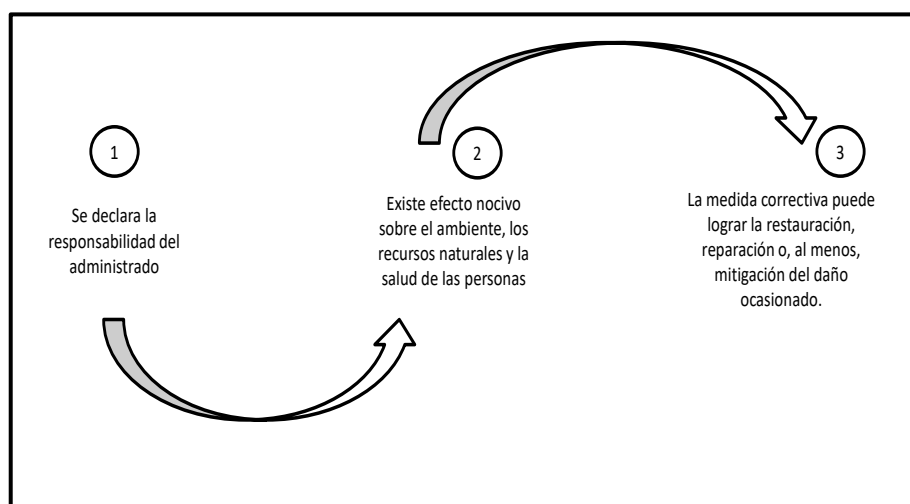 1
Se declara la
responsabilidad del
administrado
2
Existe efecto nocivo
sobre el ambiente, los
recursos naturales y la
salud de las personas
3
La medida correctiva puede
lograr la restauración,
reparación o, al menos,
mitigación del daño
ocasionado.